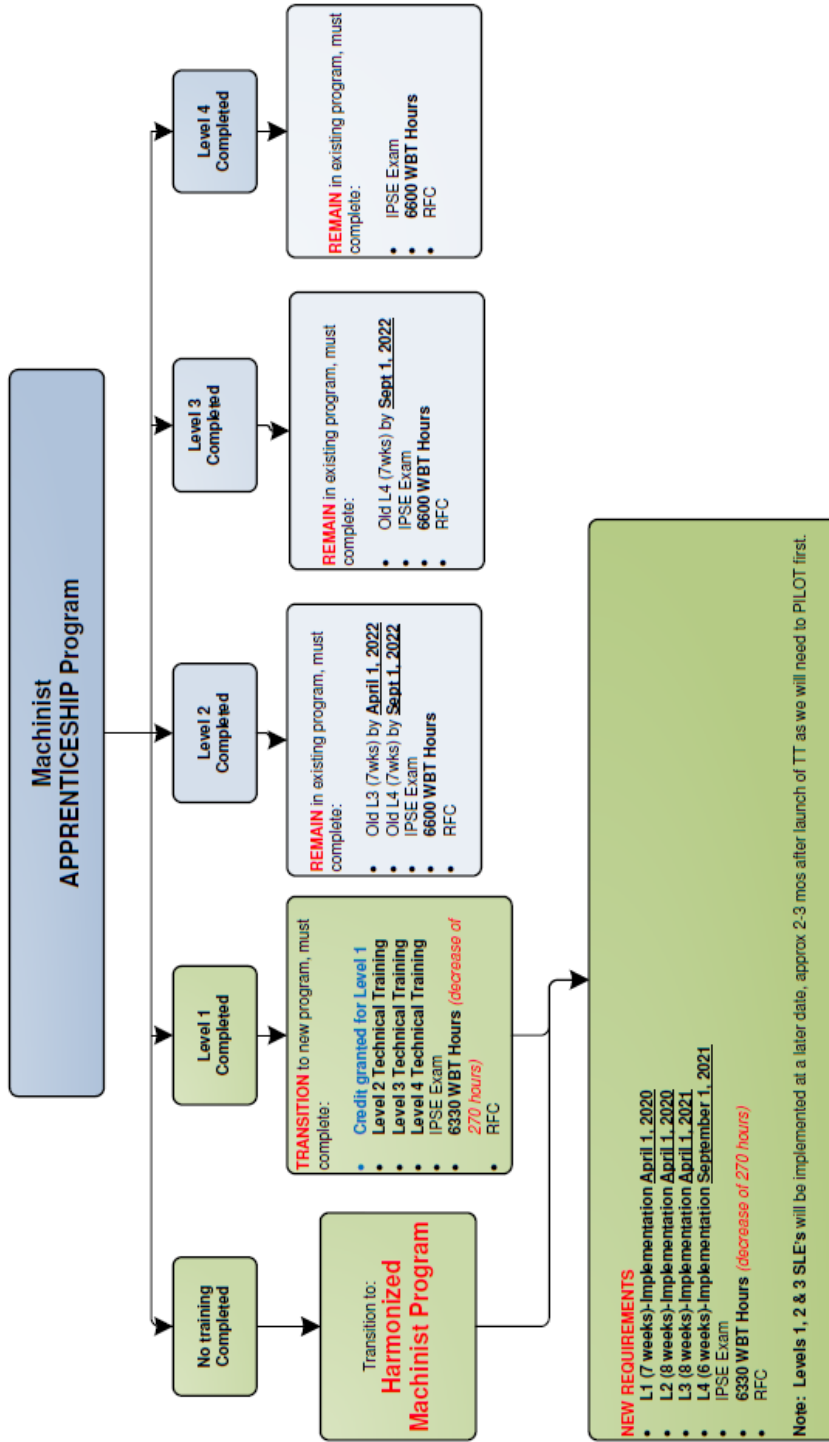 Machinist
APPRENTICESHIP Program
No training
Completed
Level 1
Completed
Level 2
Completed
Level 3
Completed
Level 4
Completed
Transition to:
Harmonized
Machinist Program
TRANSITION to new program, must
complete:
• Credit granted for Level 1
• Level 2 Technical Training
• Level 3 Technical Training
• Level 4 Technical Training
• IPSE Exam
• 6330 WBT Hours (decrease of
270 hours)
• RFC
REMAIN in existing program, must
complete:
• Old L3 (7wks) by April 1, 2022
• Old L4 (7wks) by Sept 1, 2022
• IPSE Exam
• 6600 WBT Hours
• RFC
REMAIN in existing program, must
complete:
• Old L4 (7wks) by Sept 1, 2022
• IPSE Exam
• 6600 WBT Hours
• RFC
REMAIN in existing program, must
complete:
• IPSE Exam
• 6600 WBT Hours
• RFC
NEW REQUIREMENTS
• L1 (7 weeks)-Implementation April 1, 2020
• L2 (8 weeks)-Implementation April 1, 2020
• L3 (8 weeks)-Implementation April 1, 2021
• L4 (6 weeks)-Implementation September 1, 2021
• IPSE Exam
• 6330 WBT Hours (decrease of 270 hours)
• RFC
Note: Levels 1, 2 & 3 SLE's will be implemented at a later date, approx 2-3 mos after launch of TT as we will need to PILOT first.